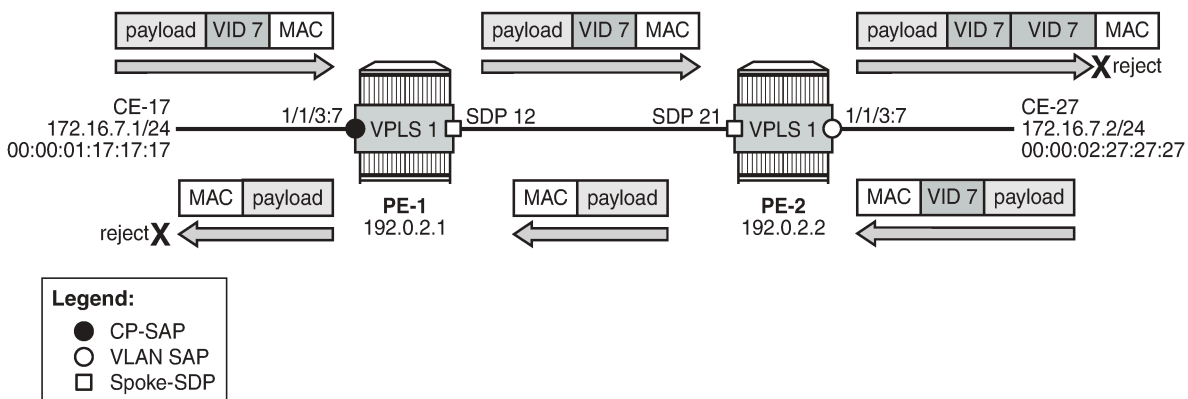 payload VID 7 MAC
payload VID 7 MAC
payload VID 7 VID 7 MAC
X reject
CE-17
172.16.7.1/24
00:00:01:17:17:17
1/1/3:7
VPLS 1
SDP 12
SDP 21
VPLS 1
1/1/3:7
CE-27
172.16.7.2/24
00:00:02:27:27:27
MAC payload
reject X
PE-1
192.0.2.1
MAC payload
PE-2
192.0.2.2
MAC VID 7 payload
Legend:
CP-SAP
VLAN SAP
Spoke-SDP